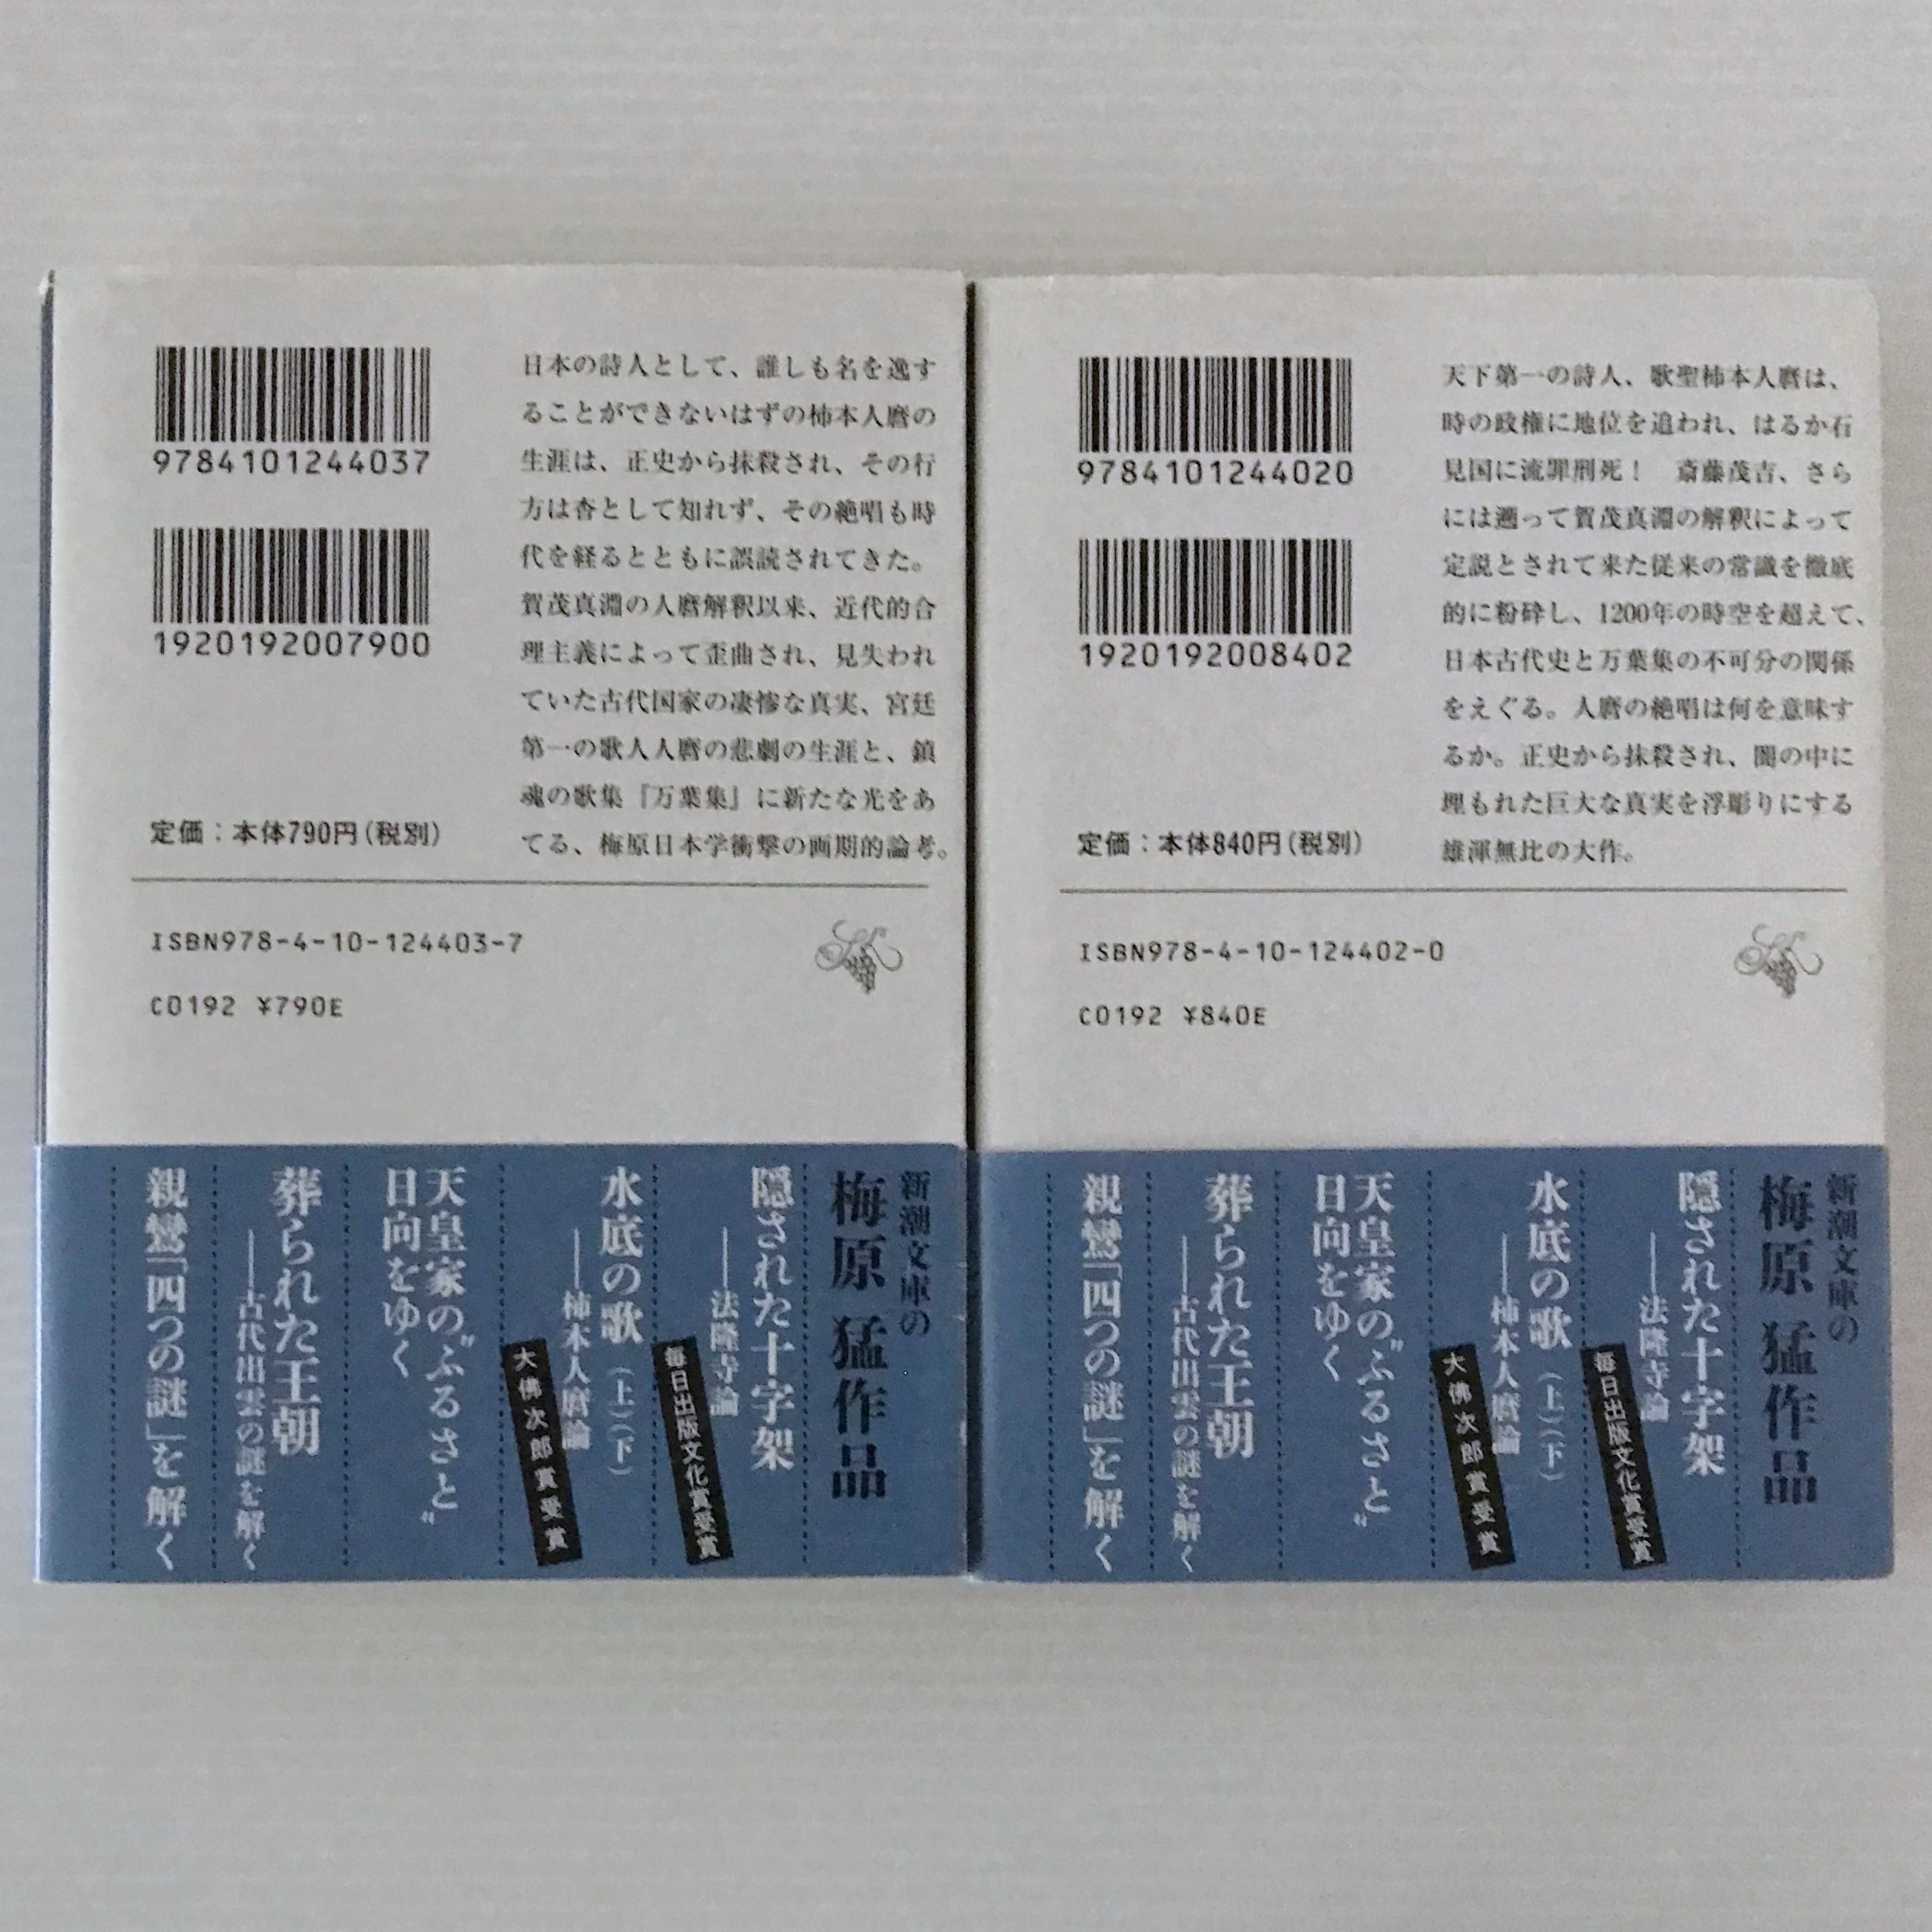 9784101244037
1920192007900
日本の詩人として、誰しも名を逸す
ることができないはずの柿本人麿の
生涯は、正史から抹殺され、その行
方は杳として知れず、その絶唱も時
代を経るとともに誤読されてきた。
賀茂真淵の人麿解釈以来、近代的合
理主義によって歪曲され、見失われ
ていた古代国家の凄惨な真実、宮廷
第一の歌人人麿の悲劇の生涯と、鎮
魂の歌集『万葉集』に新たな光をあ
てる、梅原日本学衝撃の画期的論考。
定価：本体790円(税別)
ISBN978-4-10-124403-7
C0192 ¥790E
新潮文庫の
梅原 猛作品
隠された十字架
――法隆寺論
毎日出版文化賞受賞
水底の歌(上)(下)
――柿本人麿論
大佛次郎賞受賞
天皇家の〝ふるさと〟
日向をゆく
葬られた王朝
――古代出雲の謎を解く
親鸞「四つの謎」を解く
9784101244020
1920192008402
天下第一の詩人、歌聖柿本人麿は、
時の政権に地位を追われ、はるか石
見国に流罪刑死！　斎藤茂吉、さら
には遡って賀茂真淵の解釈によって
定説とされて来た従来の常識を徹底
的に粉砕し、1200年の時空を超えて、
日本古代史と万葉集の不可分の関係
をえぐる。人麿の絶唱は何を意味す
るか。正史から抹殺され、闇の中に
埋もれた巨大な真実を浮彫りにする
雄渾無比の大作。
定価：本体840円(税別)
ISBN978-4-10-124402-0
C0192 ¥840E
新潮文庫の
梅原 猛作品
隠された十字架
――法隆寺論
毎日出版文化賞受賞
水底の歌(上)(下)
――柿本人麿論
大佛次郎賞受賞
天皇家の〝ふるさと〟
日向をゆく
葬られた王朝
――古代出雲の謎を解く
親鸞「四つの謎」を解く